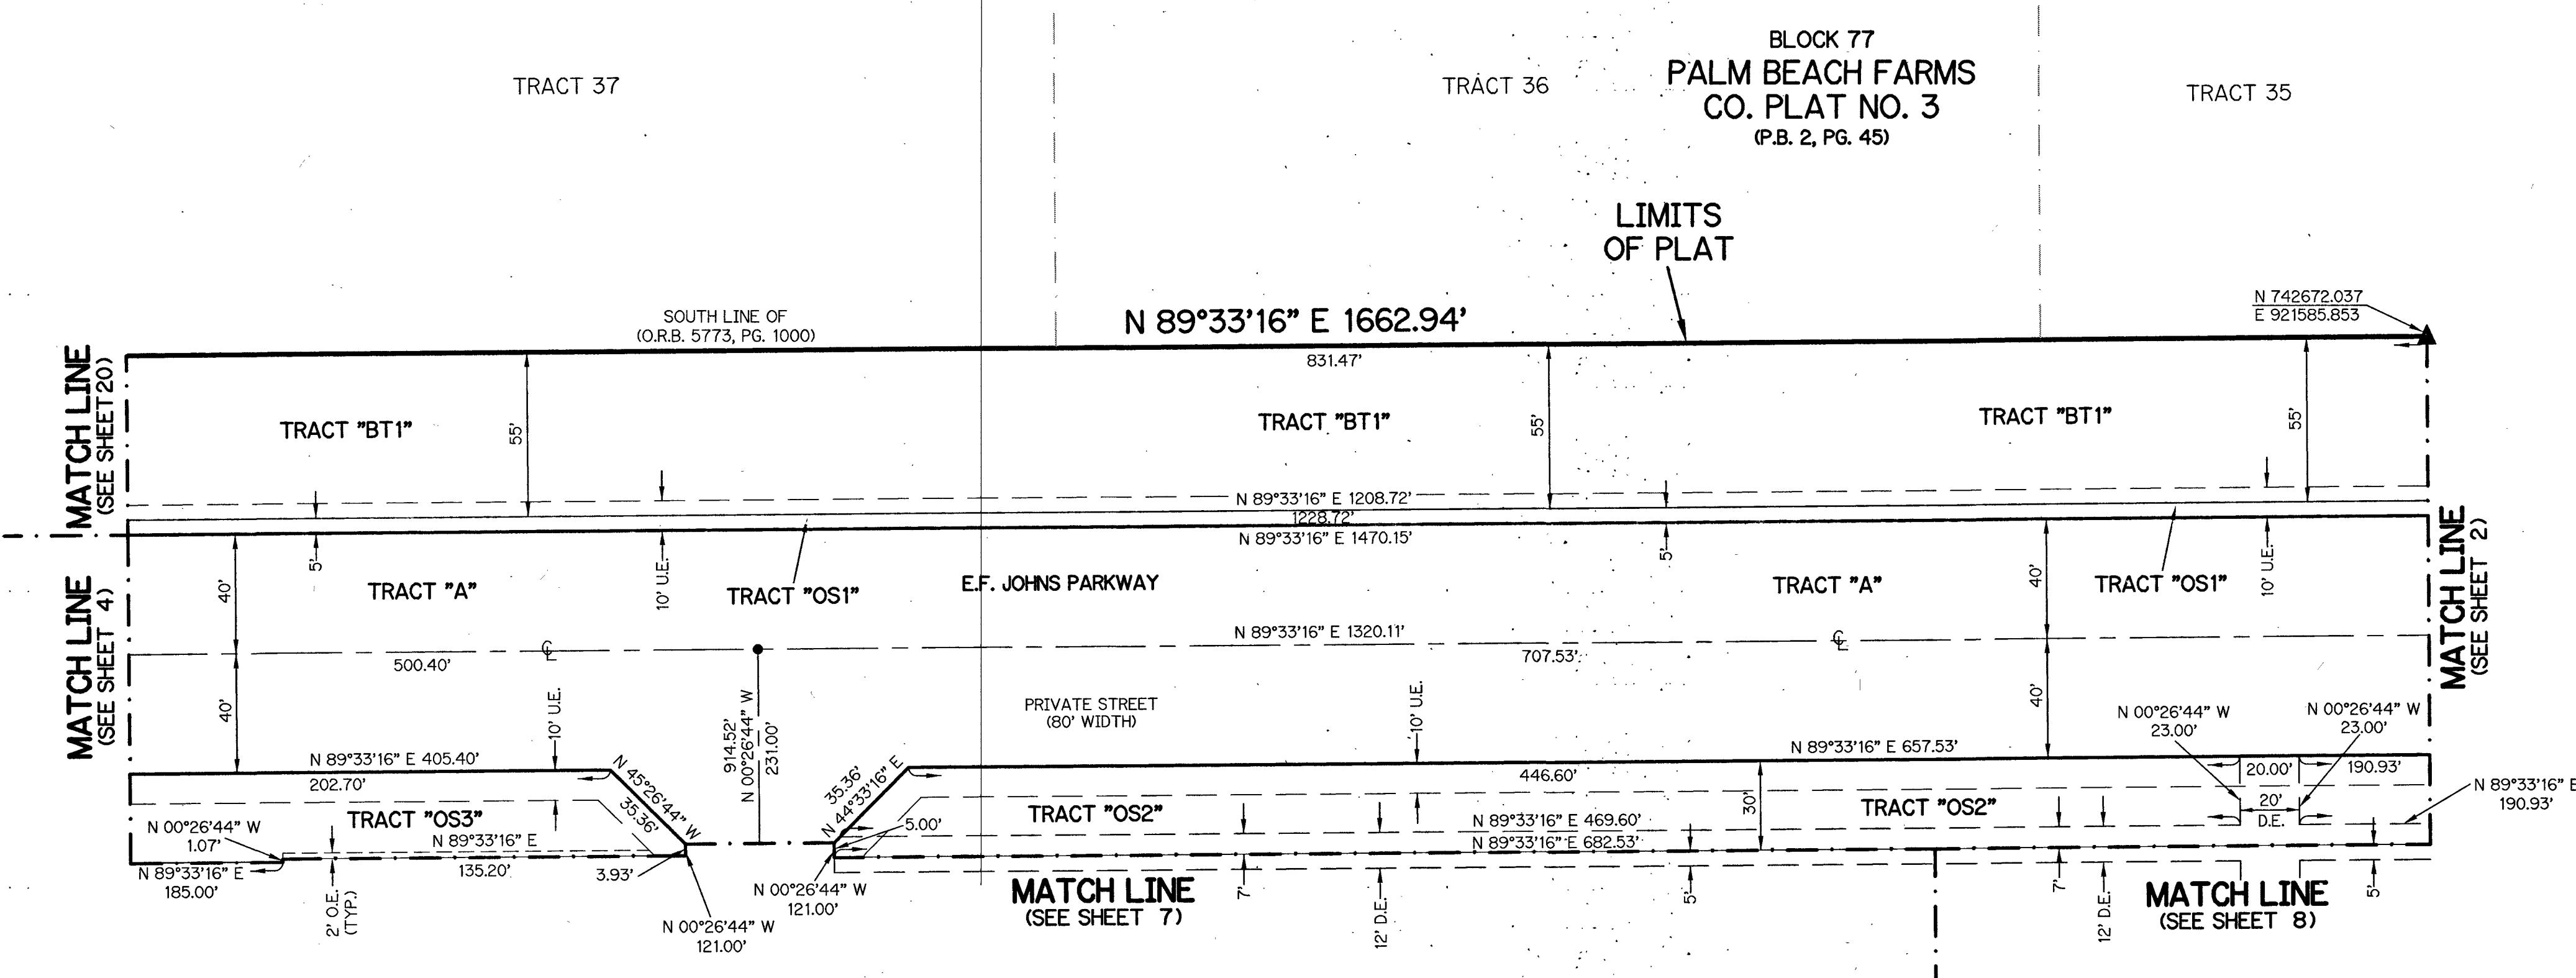 TRACT 37
TRACT 36
BLOCK 77
PALM BEACH FARMS
CO. PLAT NO. 3
(P.B. 2, PG. 45)
TRACT 35
LIMITS
OF PLAT
SOUTH LINE OF
(O.R.B. 5773, PG. 1000)
N 89°33'16" E 1662.94'
831.47'
N 742672.037
E 921585.853
MATCH LINE
(SEE SHEET 20)
TRACT "BT1"
55'
TRACT "BT1"
55'
TRACT "BT1"
55'
N 89°33'16" E 1208.72'
1228.72'
N 89°33'16" E 1470.15'
5'
10' U.E.
5'
10' U.E.
MATCH LINE
(SEE SHEET 4)
40'
TRACT "A"
TRACT "OS1"
E.F. JOHNS PARKWAY
TRACT "A"
40'
TRACT "OS1"
MATCH LINE
(SEE SHEET 2)
N 89°33'16" E 1320.11'
500.40'
℄
707.53'
℄
40'
10' U.E.
914.52'
N 00°26'44" W
231.00'
PRIVATE STREET
(80' WIDTH)
10' U.E.
40'
N 00°26'44" W
23.00'
N 00°26'44" W
23.00'
N 89°33'16" E 405.40'
202.70'
N 45°26'44" W
35.36'
35.36'
N 44°33'16" E
N 89°33'16" E 657.53'
446.60'
20.00'
190.93'
N 89°33'16" E
190.93'
TRACT "OS3"
TRACT "OS2"
30'
TRACT "OS2"
20'
D.E.
N 00°26'44" W
1.07'
N 89°33'16" E
5.00'
N 89°33'16" E 469.60'
N 89°33'16" E 682.53'
N 89°33'16" E
185.00'
2' O.E.
(TYP.)
135.20'
3.93'
N 00°26'44" W
121.00'
N 00°26'44" W
121.00'
MATCH LINE
(SEE SHEET 7)
7'
12' D.E.
5'
7'
12' D.E.
MATCH LINE
(SEE SHEET 8)
5'